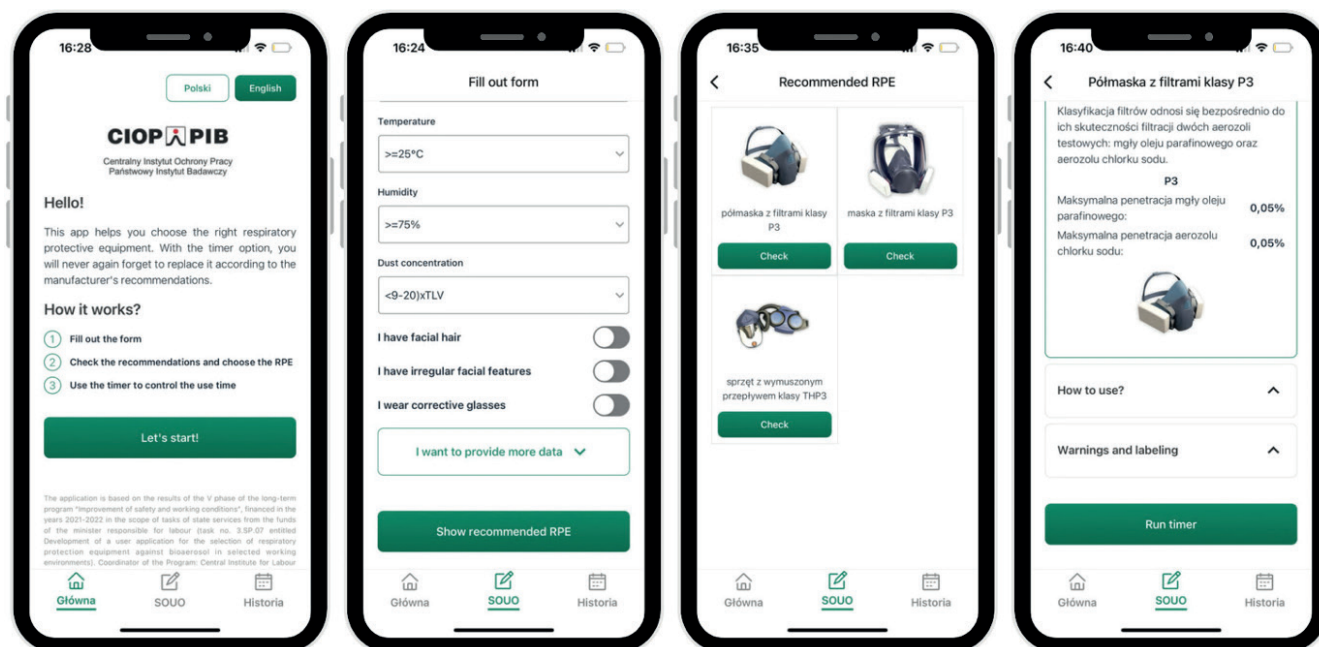 16:28
Polski
English
CIOP PIB
Centralny Instytut Ochrony Pracy
Państwowy Instytut Badawczy
Hello!
This app helps you choose the right respiratory
protective equipment. With the timer option, you
will never again forget to replace it according to the
manufacturer's recommendations.
How it works?
1 Fill out the form
2 Check the recommendations and choose the RPE
3 Use the timer to control the use time
Let's start!
The application is based on the results of the V phase of the long-term
program "Improvement of safety and working conditions", financed in the
years 2021-2022 in the scope of tasks of state services from the funds
of the minister responsible for labour (task no. 3.SP.07 entitled
Development of a user application for the selection of respiratory
protection equipment against bioaerosol in selected working
environments). Coordinator of the Program: Central Institute for Labour
Główna
SOUO
Historia
16:24
Fill out form
Temperature
>=25°C
Humidity
>=75%
Dust concentration
<9-20)xTLV
I have facial hair
I have irregular facial features
I wear corrective glasses
I want to provide more data
Show recommended RPE
Główna
SOUO
Historia
16:35
Recommended RPE
półmaska z filtrami klasy
P3
Check
maska z filtrami klasy P3
Check
sprzęt z wymuszonym
przepływem klasy THP3
Check
Główna
SOUO
Historia
16:40
Półmaska z filtrami klasy P3
Klasyfikacja filtrów odnosi się bezpośrednio do
ich skuteczności filtracji dwóch aerozoli
testowych: mgły oleju parafinowego oraz
aerozolu chlorku sodu.
P3
Maksymalna penetracja mgły oleju
parafinowego:
0,05%
Maksymalna penetracja aerozolu
chlorku sodu:
0,05%
How to use?
Warnings and labeling
Run timer
Główna
SOUO
Historia